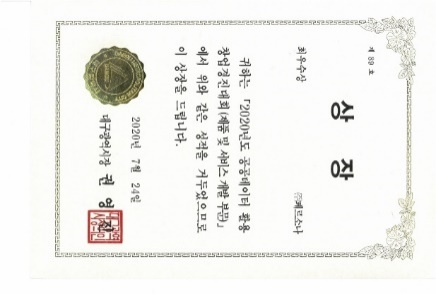 제 89 호
상 장
최우수상
㈜페르소나
귀하는 「2020년도 공공데이터 활용
창업경진대회(제품 및 서비스 개발 부문)」
에서 위와 같은 성적을 거두었으므로
이 상장을 드립니다.
2020년 7월 24일
대구광역시장 권 영 진